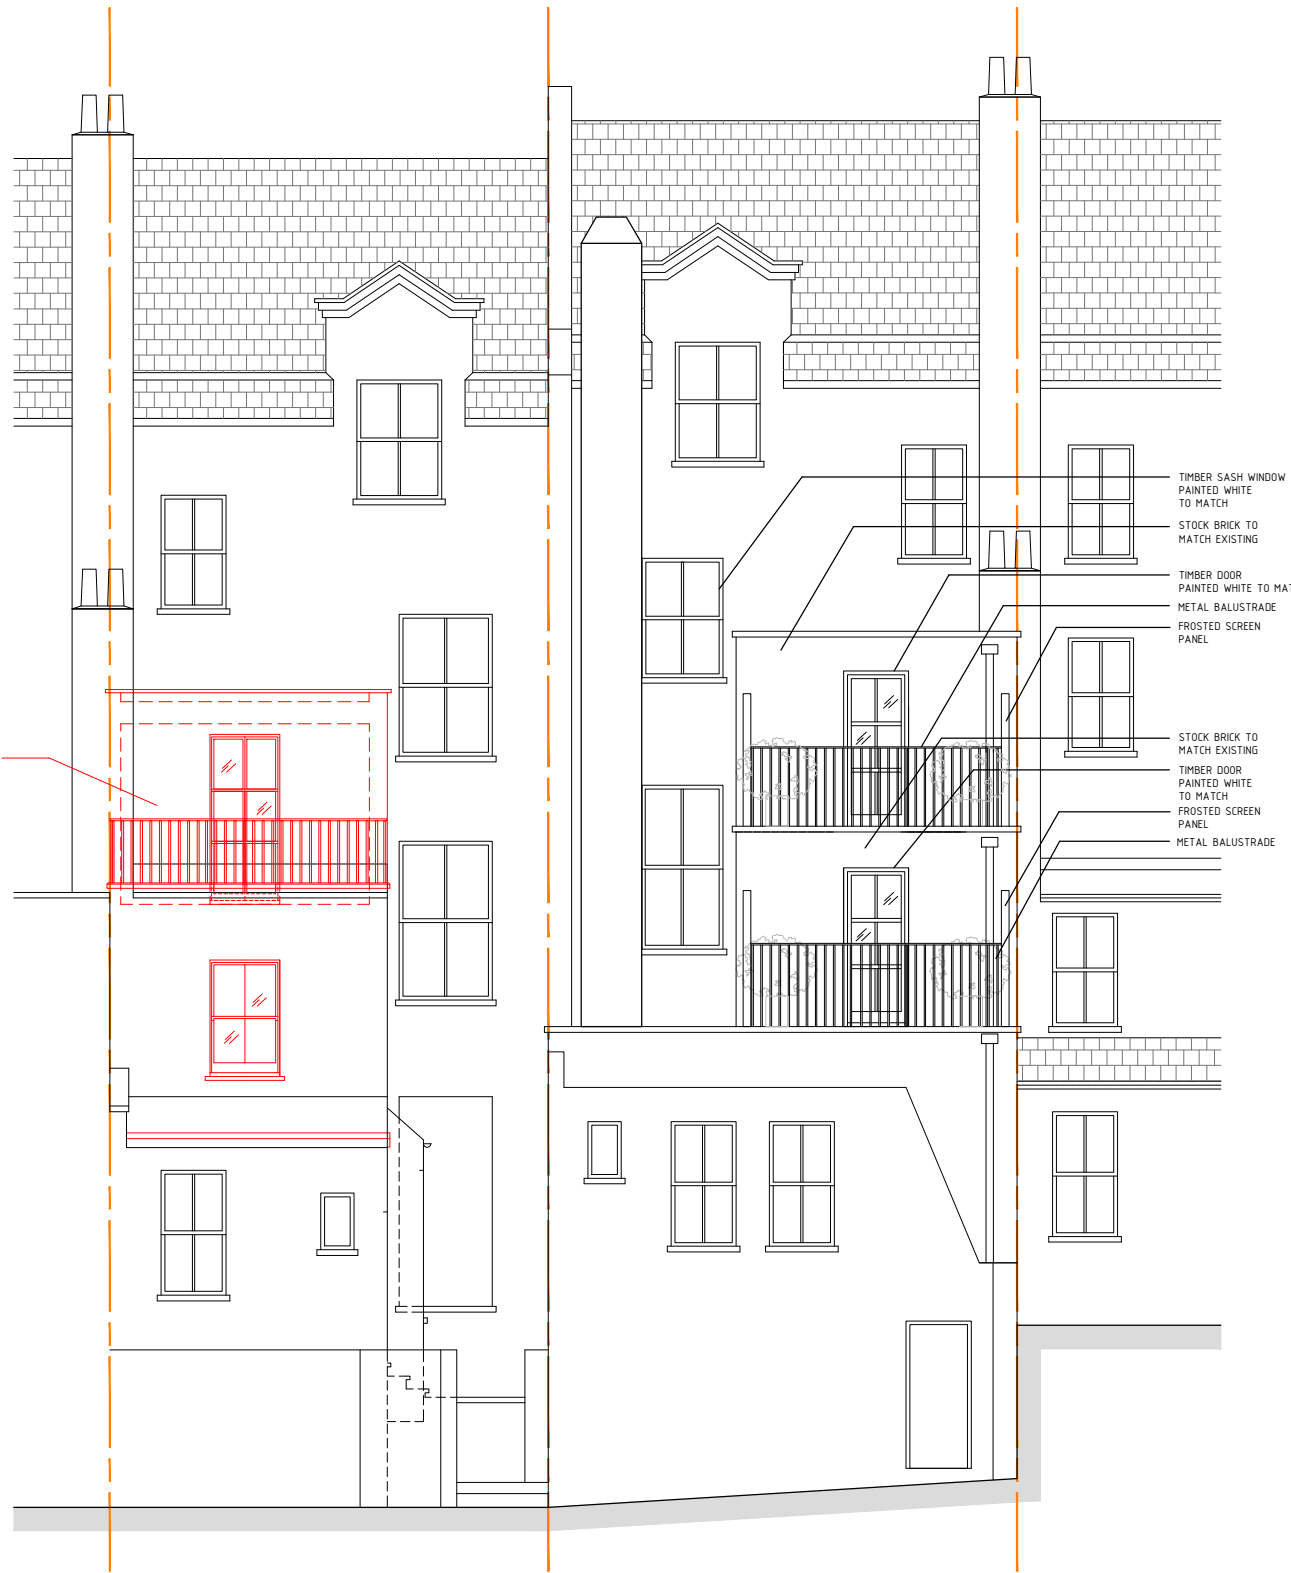 TIMBER SASH WINDOW
PAINTED WHITE
TO MATCH
STOCK BRICK TO
MATCH EXISTING
TIMBER DOOR
PAINTED WHITE TO MAT
METAL BALUSTRADE
FROSTED SCREEN
PANEL
STOCK BRICK TO
MATCH EXISTING
TIMBER DOOR
PAINTED WHITE
TO MATCH
FROSTED SCREEN
PANEL
METAL BALUSTRADE